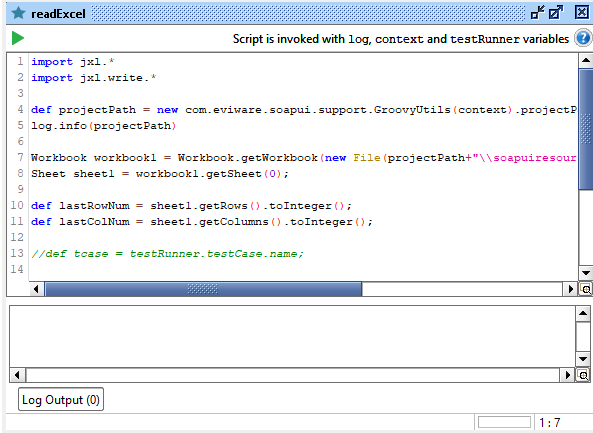 readExcel
Script is invoked with log, context and testRunner variables
1 import jxl.*
2 import jxl.write.*
3
4 def projectPath = new com.eviware.soapui.support.GroovyUtils(context).projectP
5 log.info(projectPath)
6
7 Workbook workbook1 = Workbook.getWorkbook(new File(projectPath+"\\soapuiresour
8 Sheet sheet1 = workbook1.getSheet(0);
9
10 def lastRowNum = sheet1.getRows().toInteger();
11 def lastColNum = sheet1.getColumns().toInteger();
12
13 //def tcase = testRunner.testCase.name;
14
Log Output (0)
1 : 7